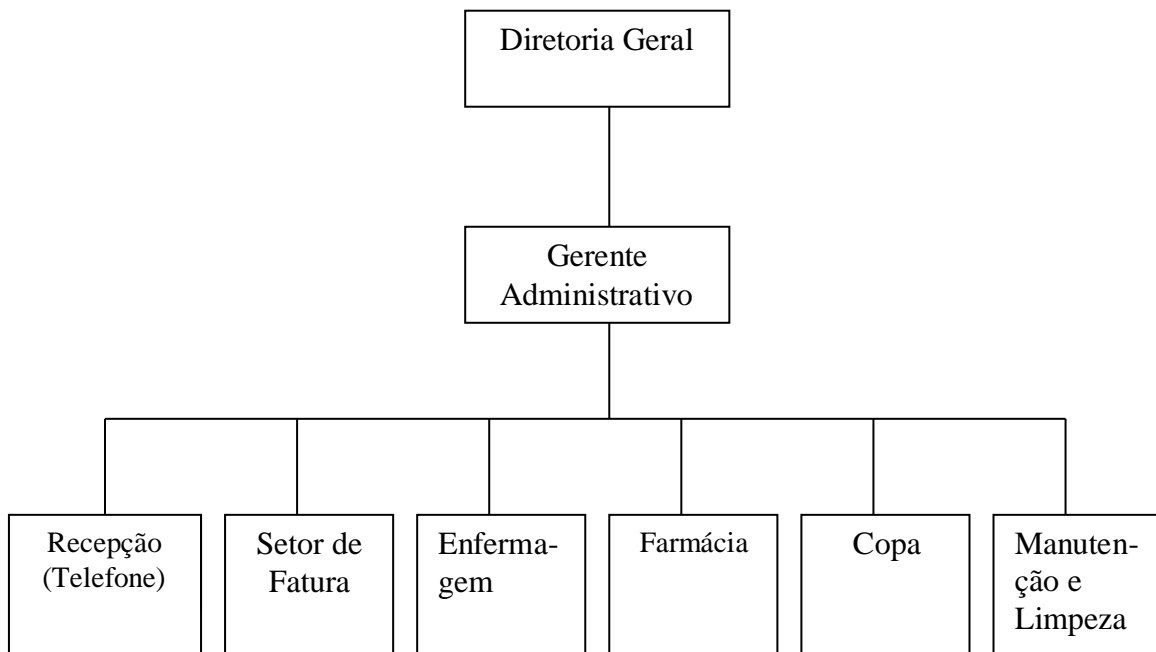 Diretoria Geral
Gerente
Administrativo
Recepção
(Telefone)
Setor de
Fatura
Enferma-
gem
Farmácia
Copa
Manuten-
ção e
Limpeza